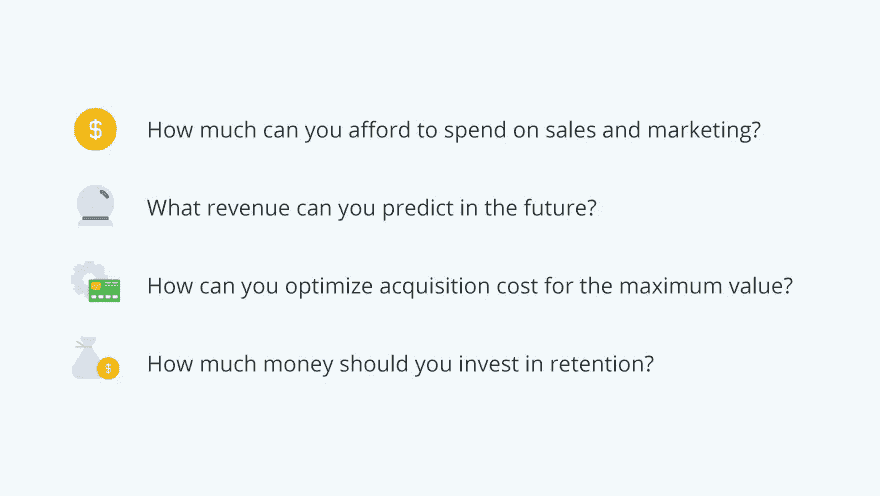 $ How much can you afford to spend on sales and marketing?
What revenue can you predict in the future?
How can you optimize acquisition cost for the maximum value?
$ How much money should you invest in retention?